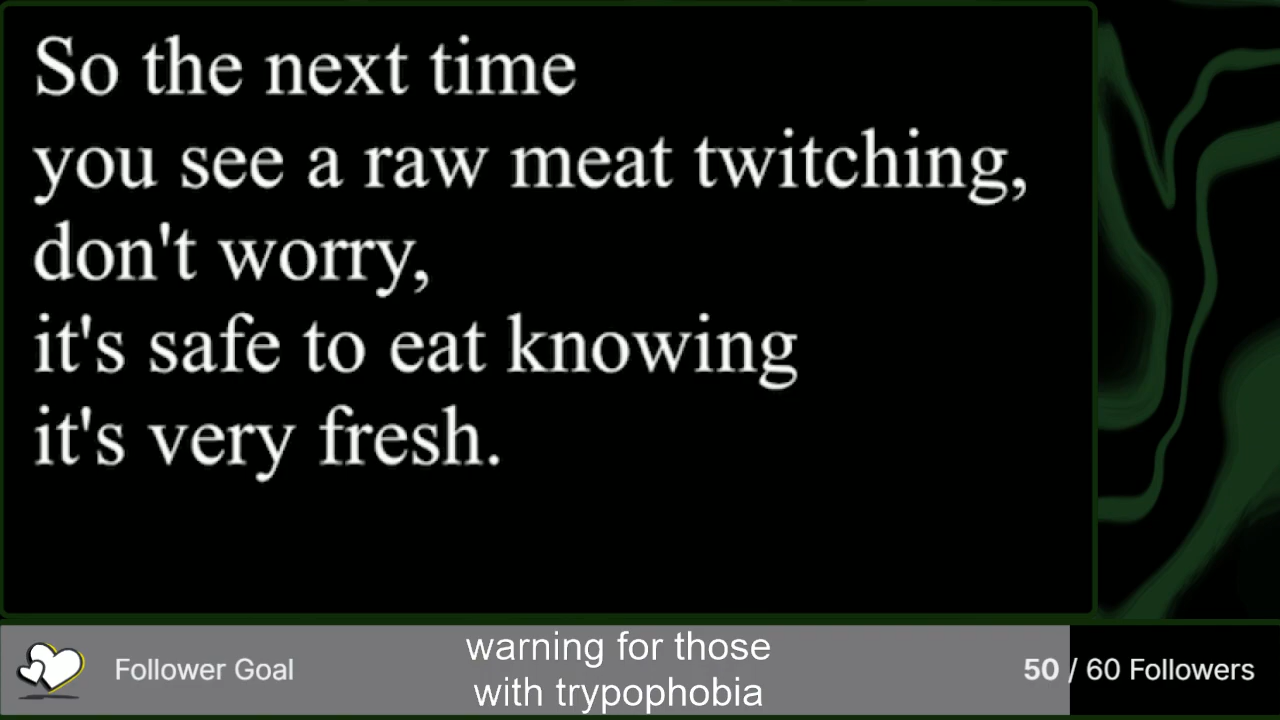 So the next time
you see a raw meat twitching,
don't worry,
it's safe to eat knowing
it's very fresh.
warning for those
with trypophobia
Follower Goal
50 / 60 Followers